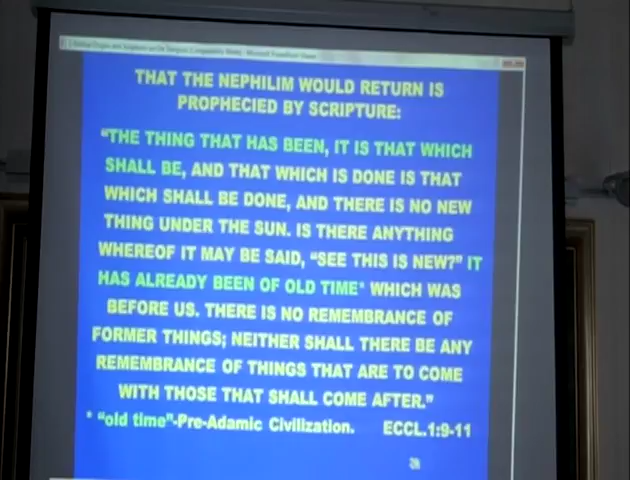 THAT THE NEPHILIM WOULD RETURN IS
PROPHECIED BY SCRIPTURE:
“THE THING THAT HAS BEEN, IT IS THAT WHICH
SHALL BE, AND THAT WHICH IS DONE IS THAT
WHICH SHALL BE DONE, AND THERE IS NO NEW
THING UNDER THE SUN. IS THERE ANYTHING
WHEREOF IT MAY BE SAID, “SEE THIS IS NEW?” IT
HAS ALREADY BEEN OF OLD TIME* WHICH WAS
BEFORE US. THERE IS NO REMEMBRANCE OF
FORMER THINGS; NEITHER SHALL THERE BE ANY
REMEMBRANCE OF THINGS THAT ARE TO COME
WITH THOSE THAT SHALL COME AFTER.”
* “old time”-Pre-Adamic Civilization. ECCL.1:9-11